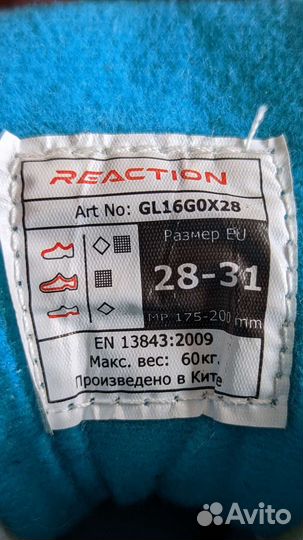 REACTION
Art No: GL16G0X28
Размер EU
28-31
MP 175-200 mm
EN 13843:2009
Макс. вес: 60кг.
Произведено в Ките
Avito